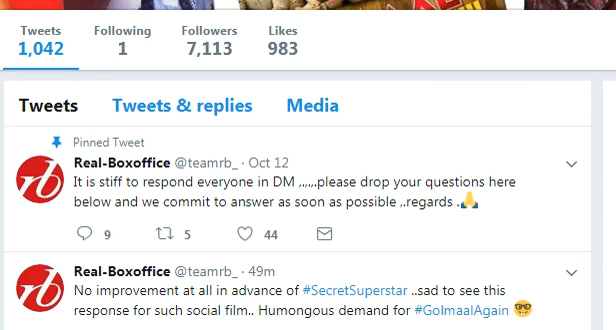 Tweets Following Followers Likes
1,042 1 7,113 983
Tweets Tweets & replies Media
Pinned Tweet
Real-Boxoffice @teamrb_ · Oct 12
It is stiff to respond everyone in DM ,,,,,.please drop your questions here
below and we commit to answer as soon as possible ,.regards .🙏
9 5 44
Real-Boxoffice @teamrb_ · 49m
No improvement at all in advance of #SecretSuperstar ..sad to see this
response for such social film.. Humongous demand for #GolmaalAgain 🤓
rb
rb